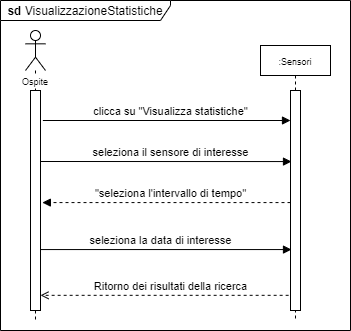 sd VisualizzazioneStatistiche
Ospite
:Sensori
clicca su "Visualizza statistiche"
seleziona il sensore di interesse
"seleziona l'intervallo di tempo"
seleziona la data di interesse
Ritorno dei risultati della ricerca